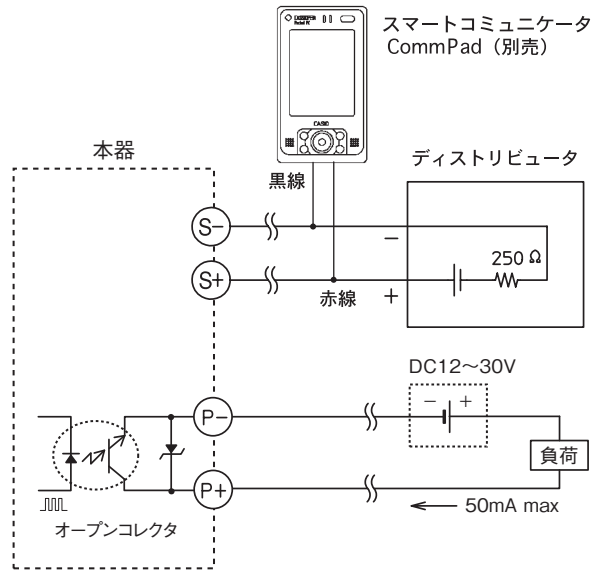 スマートコミュニケータ
CommPad（別売）
CASIO
本器
黒線
ディストリビュータ
S−
−
250 Ω
S+
赤線
+
DC12〜30V
− +
P−
負荷
P+
50mA max
オープンコレクタ